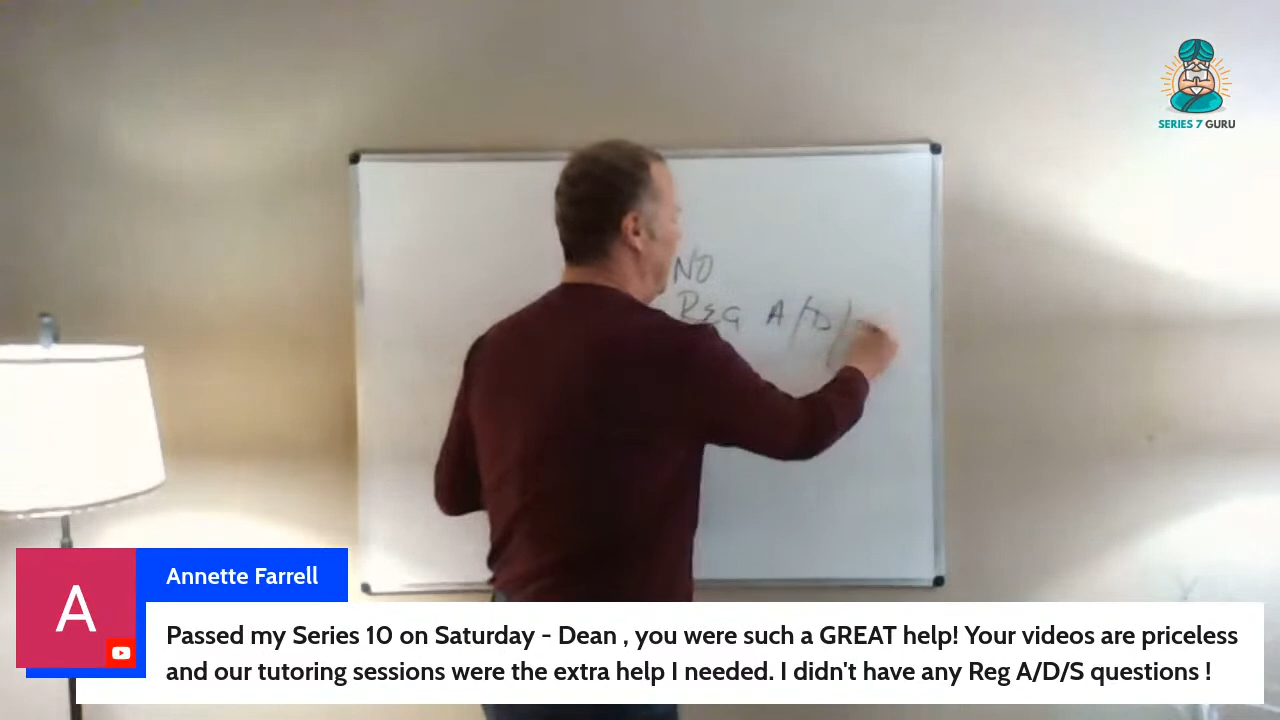 SERIES 7 GURU
NO
REG A/D/
A
Annette Farrell
Passed my Series 10 on Saturday - Dean , you were such a GREAT help! Your videos are priceless
and our tutoring sessions were the extra help I needed. I didn't have any Reg A/D/S questions !